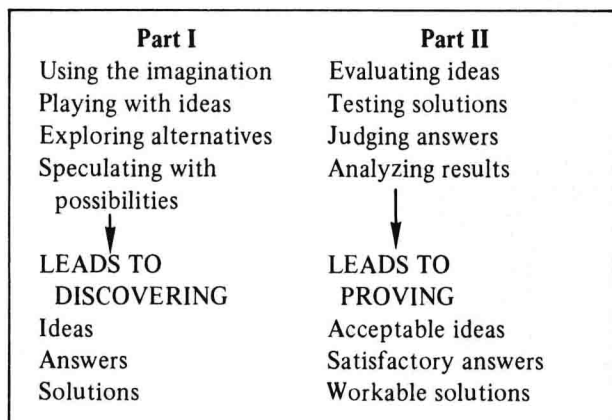 Part I
Using the imagination
Playing with ideas
Exploring alternatives
Speculating with
possibilities
LEADS TO
DISCOVERING
Ideas
Answers
Solutions
Part II
Evaluating ideas
Testing solutions
Judging answers
Analyzing results
LEADS TO
PROVING
Acceptable ideas
Satisfactory answers
Workable solutions